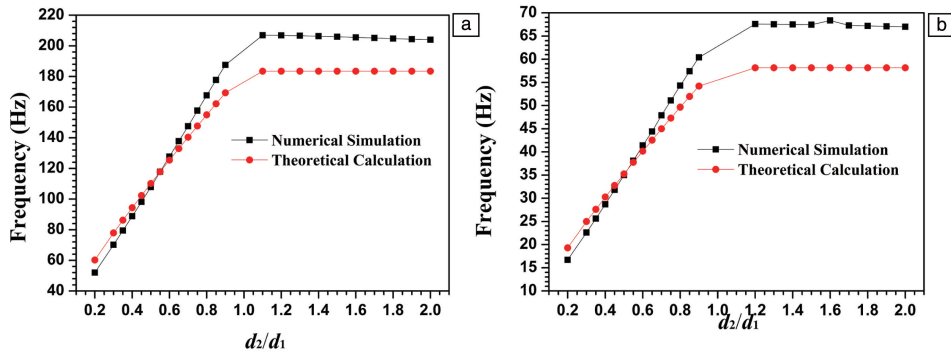 a
Frequency (Hz)
220
200
180
160
140
120
100
80
60
40
Numerical Simulation
Theoretical Calculation
0.2 0.4 0.6 0.8 1.0 1.2 1.4 1.6 1.8 2.0
d2/d1
b
Frequency (Hz)
70
65
60
55
50
45
40
35
30
25
20
15
10
Numerical Simulation
Theoretical Calculation
0.2 0.4 0.6 0.8 1.0 1.2 1.4 1.6 1.8 2.0
d2/d1